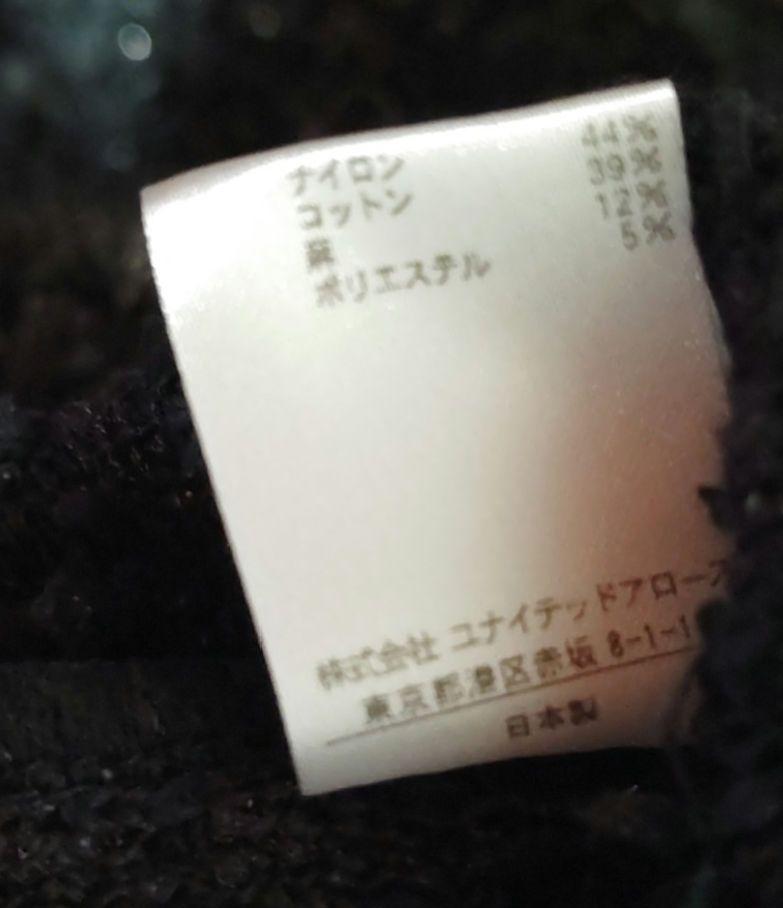 ナイロン 44%
コットン 39%
麻 12%
ポリエステル 5%
株式会社 ユナイテッドアローズ
東京都港区赤坂 8-1-1
日本製